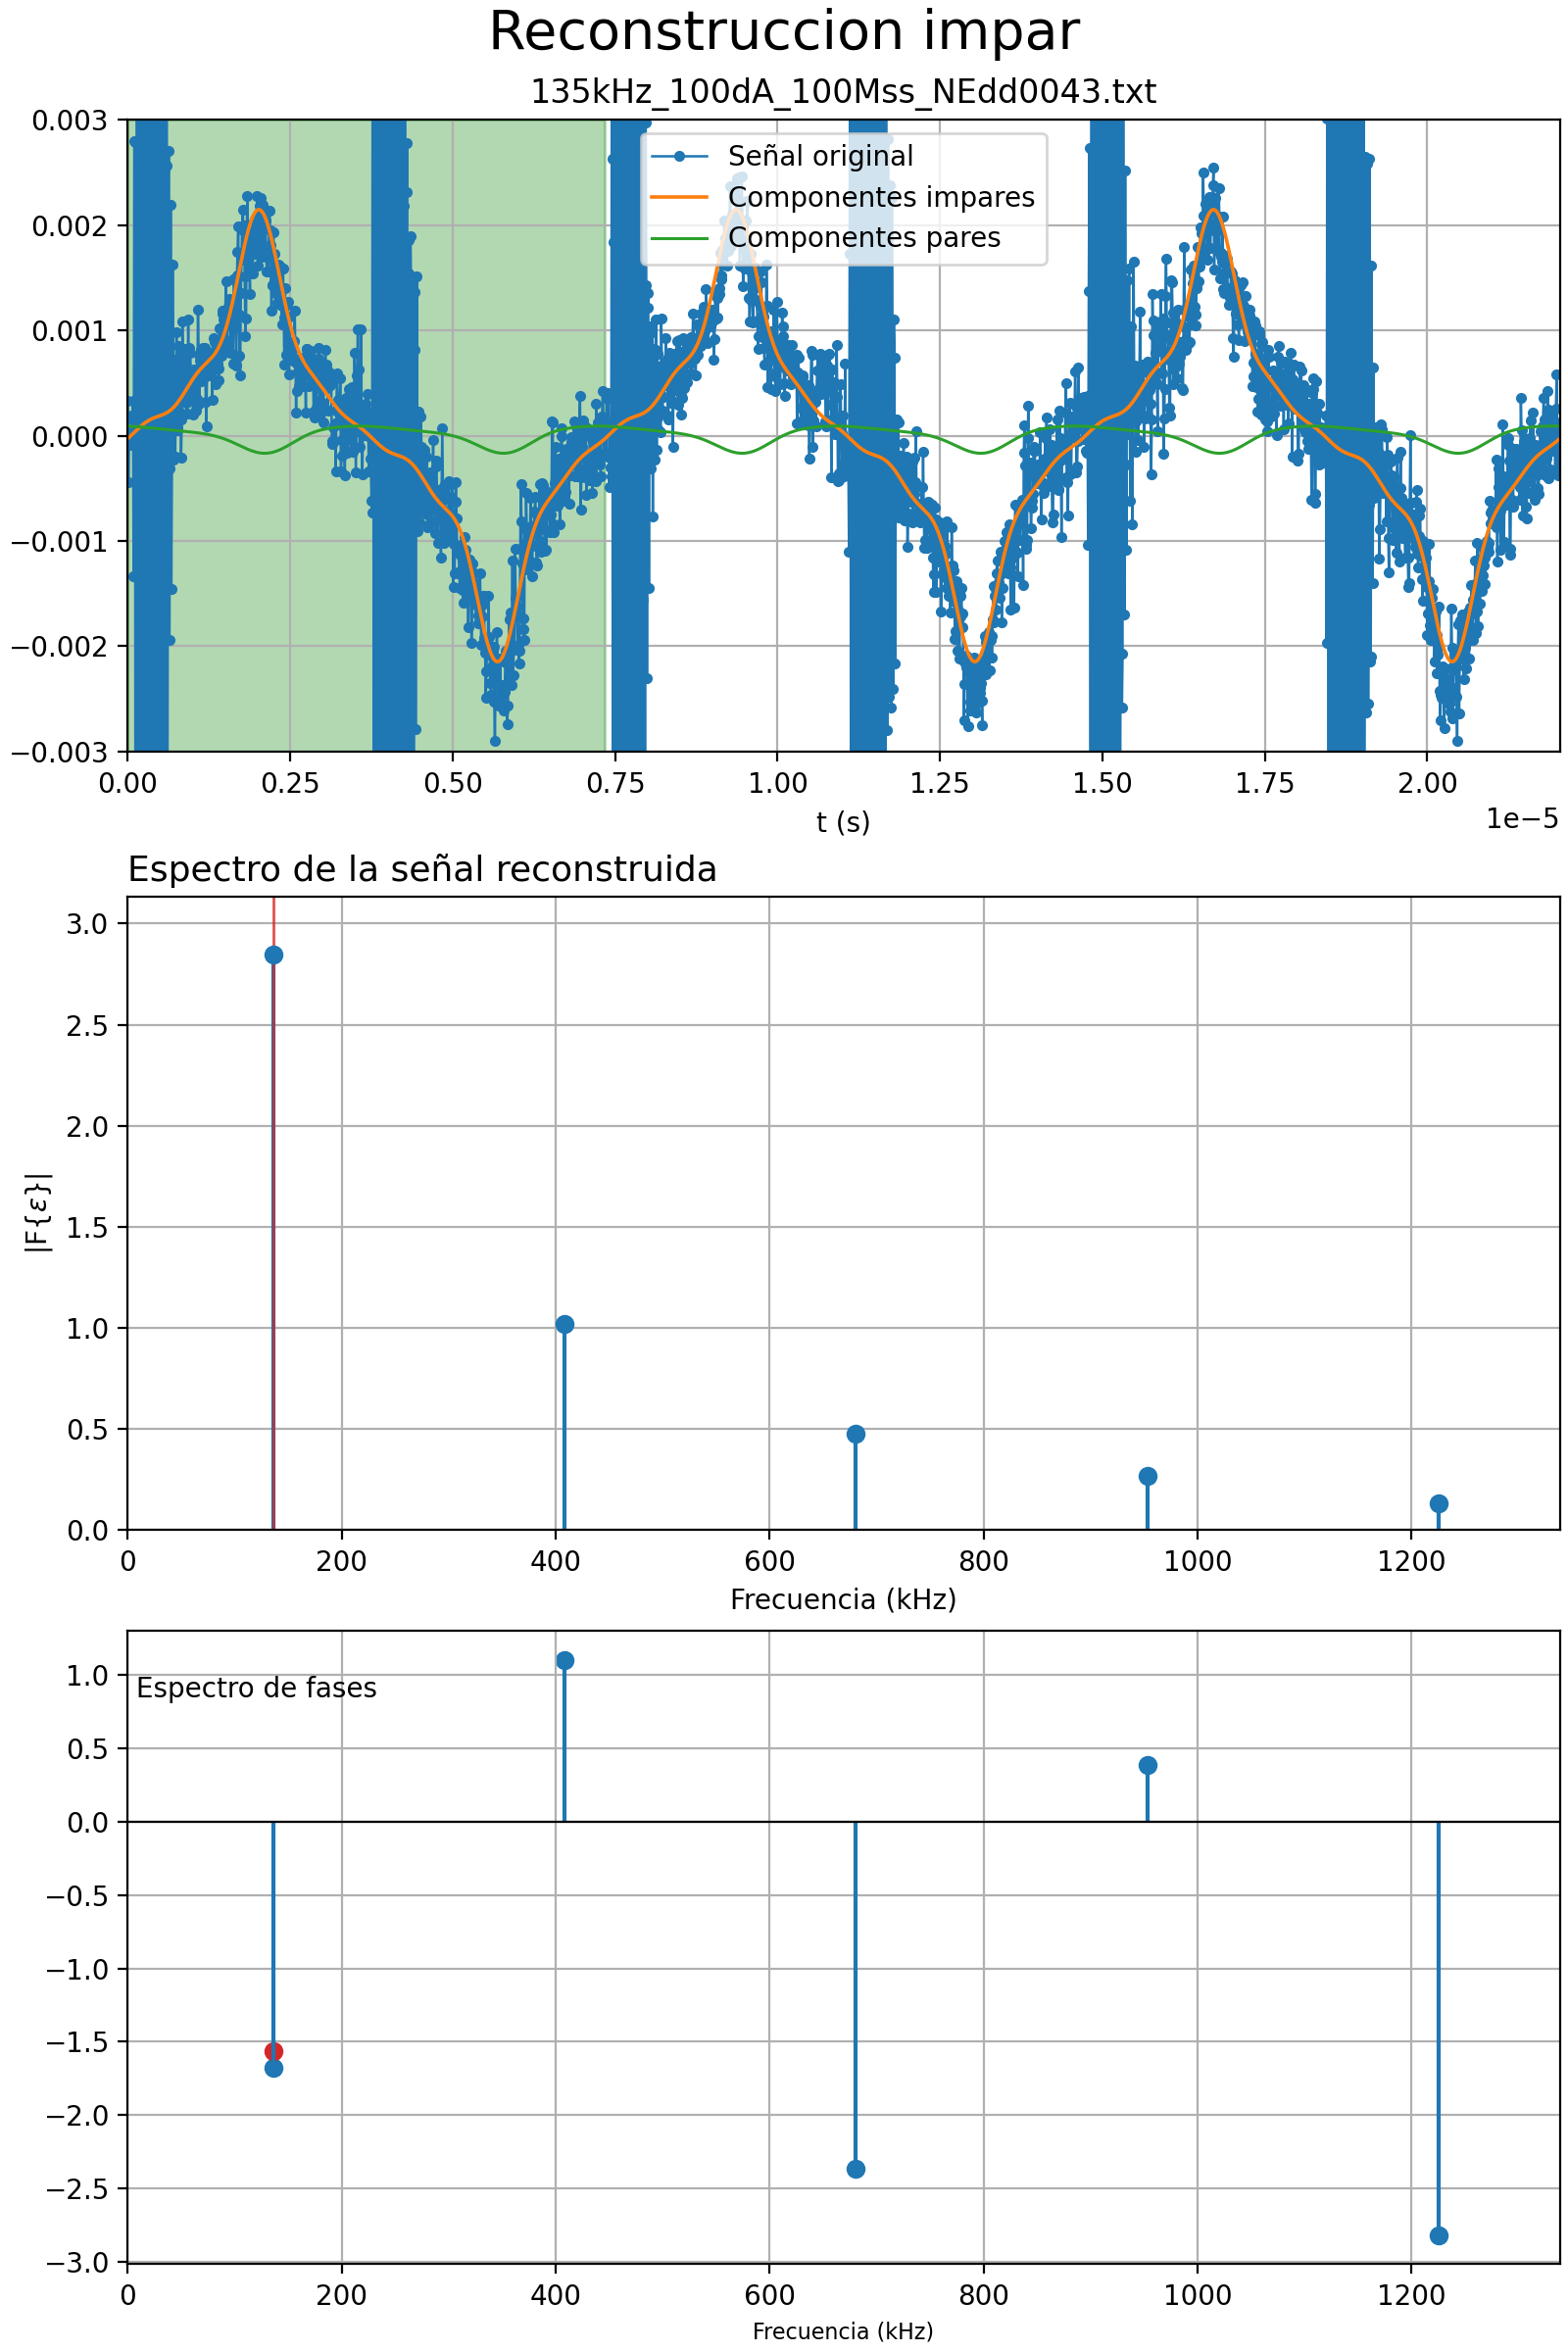 Reconstruccion impar
135kHz_100dA_100Mss_NEdd0043.txt
0.003
0.002
0.001
0.000
−0.001
−0.002
−0.003
Señal original
Componentes impares
Componentes pares
0.00 0.25 0.50 0.75 1.00 1.25 1.50 1.75 2.00
1e−5
t (s)
Espectro de la señal reconstruida
3.0
2.5
2.0
1.5
1.0
0.5
0.0
|F{ε}|
0 200 400 600 800 1000 1200
Frecuencia (kHz)
Espectro de fases
1.0
0.5
0.0
−0.5
−1.0
−1.5
−2.0
−2.5
−3.0
0 200 400 600 800 1000 1200
Frecuencia (kHz)